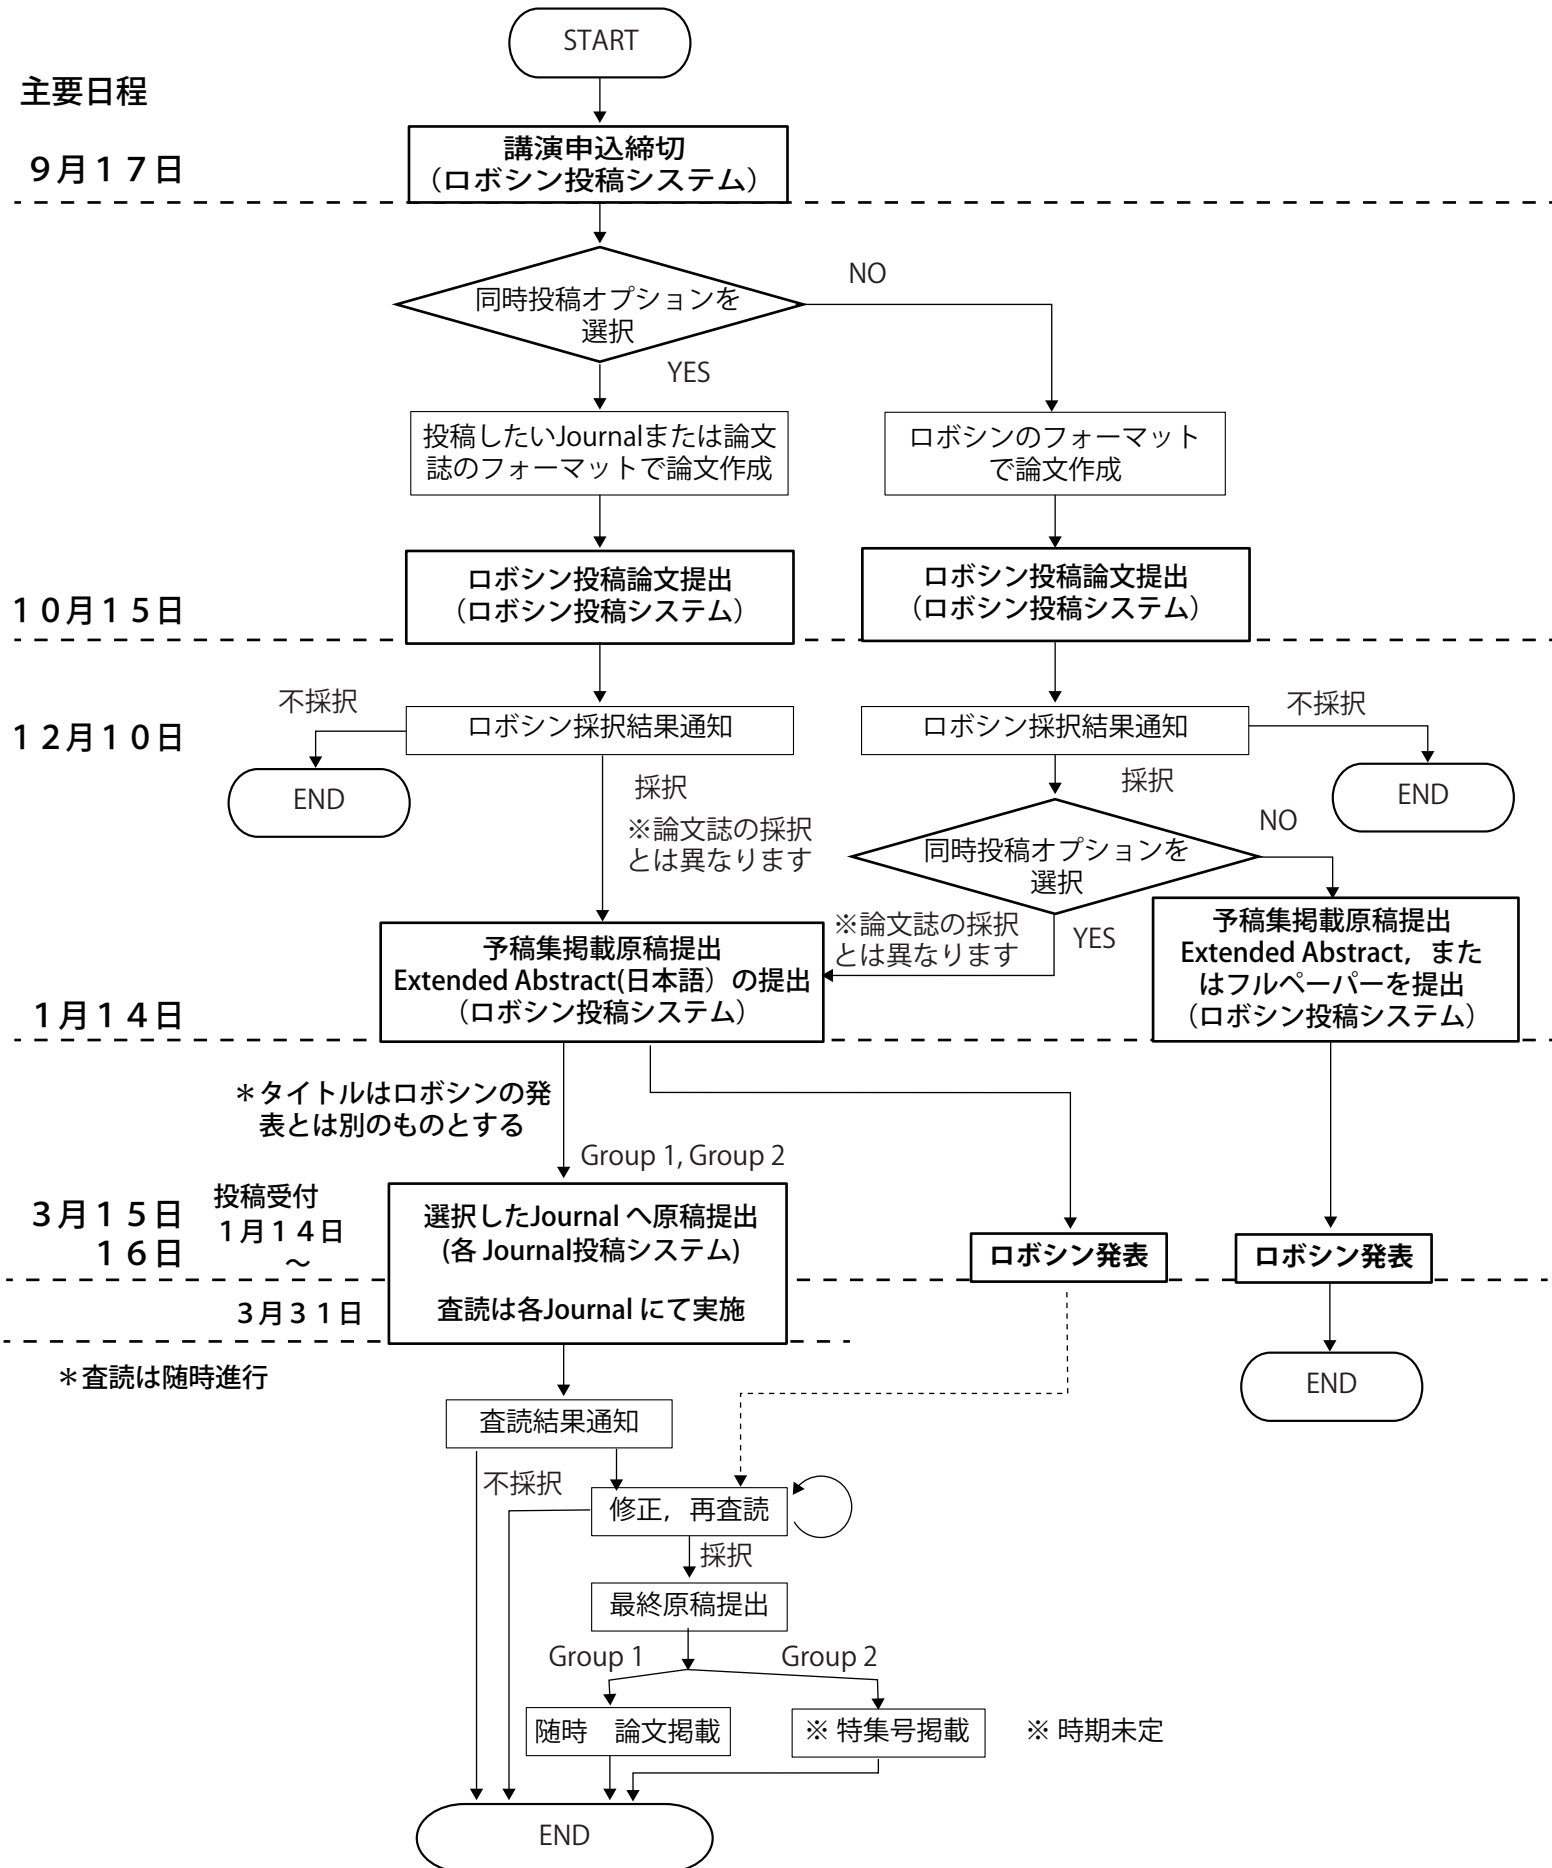 START
主要日程
９月１７日
講演申込締切
（ロボシン投稿システム）
同時投稿オプションを
選択
NO
YES
投稿したいJournalまたは論文
誌のフォーマットで論文作成
ロボシンのフォーマット
で論文作成
１０月１５日
ロボシン投稿論文提出
（ロボシン投稿システム）
ロボシン投稿論文提出
（ロボシン投稿システム）
１２月１０日
不採択
ロボシン採択結果通知
END
採択
※論文誌の採択
とは異なります
ロボシン採択結果通知
不採択
END
採択
同時投稿オプションを
選択
NO
YES
※論文誌の採択
とは異なります
１月１４日
予稿集掲載原稿提出
Extended Abstract(日本語）の提出
（ロボシン投稿システム）
予稿集掲載原稿提出
Extended Abstract，また
はフルペーパーを提出
（ロボシン投稿システム）
＊タイトルはロボシンの発
表とは別のものとする
Group 1, Group 2
３月１５日
１６日
投稿受付
１月１４日
～
３月３１日
選択したJournal へ原稿提出
(各 Journal投稿システム)
査読は各Journal にて実施
ロボシン発表
ロボシン発表
END
＊査読は随時進行
査読結果通知
不採択
修正，再査読
採択
最終原稿提出
Group 1
Group 2
随時　論文掲載
※ 特集号掲載
※ 時期未定
END